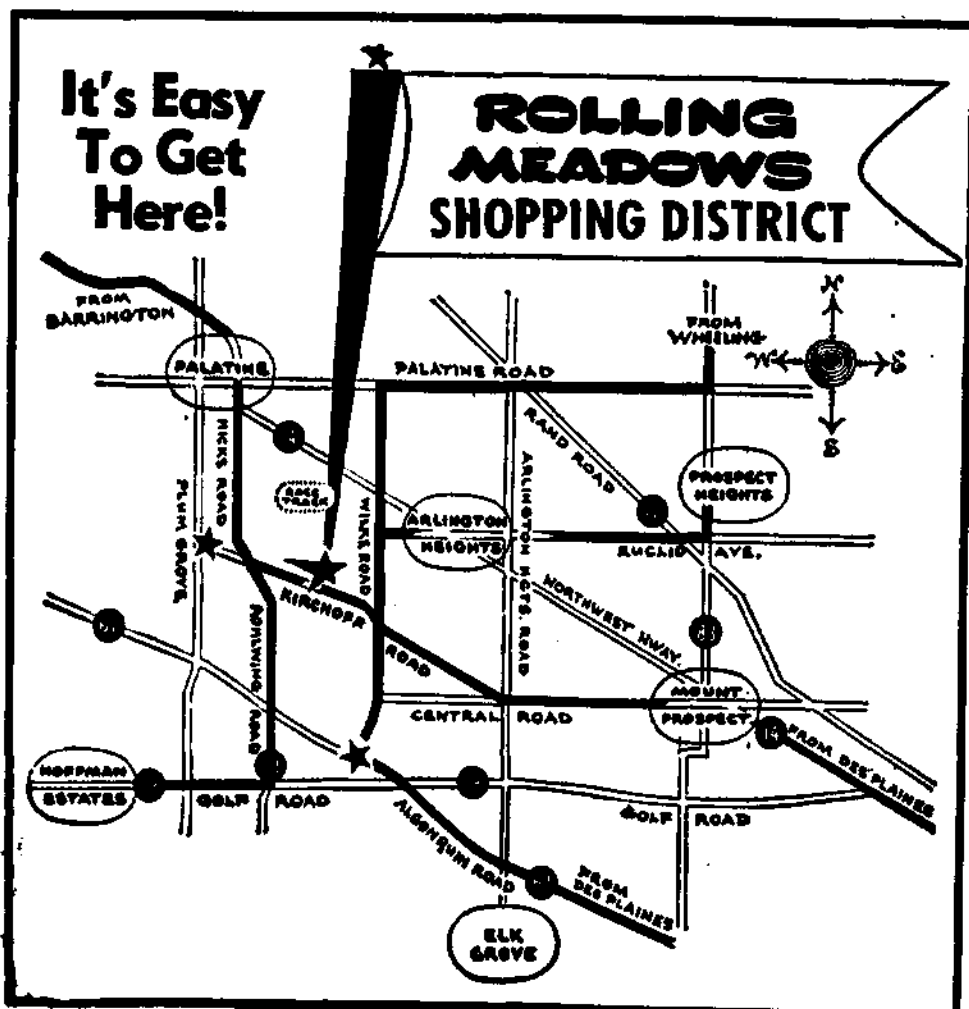 It's Easy
To Get
Here!
ROLLING
MEADOWS
SHOPPING DISTRICT
FROM
BARRINGTON
FROM
WHEELING
N
W
E
S
PALATINE
PALATINE ROAD
HICKS ROAD
PLUM GROVE
RACE
TRACK
WILKE ROAD
ARLINGTON
HEIGHTS
ARLINGTON HGTS. ROAD
RAND ROAD
PROSPECT
HEIGHTS
EUCLID AVE.
KIRCHOFF
ROAD
NORTHWEST HWAY.
ROHLWING ROAD
CENTRAL ROAD
MOUNT
PROSPECT
FROM DES PLAINES
HOFFMAN
ESTATES
GOLF ROAD
GOLF ROAD
ALGONQUIN ROAD
FROM
DES PLAINES
ELK
GROVE